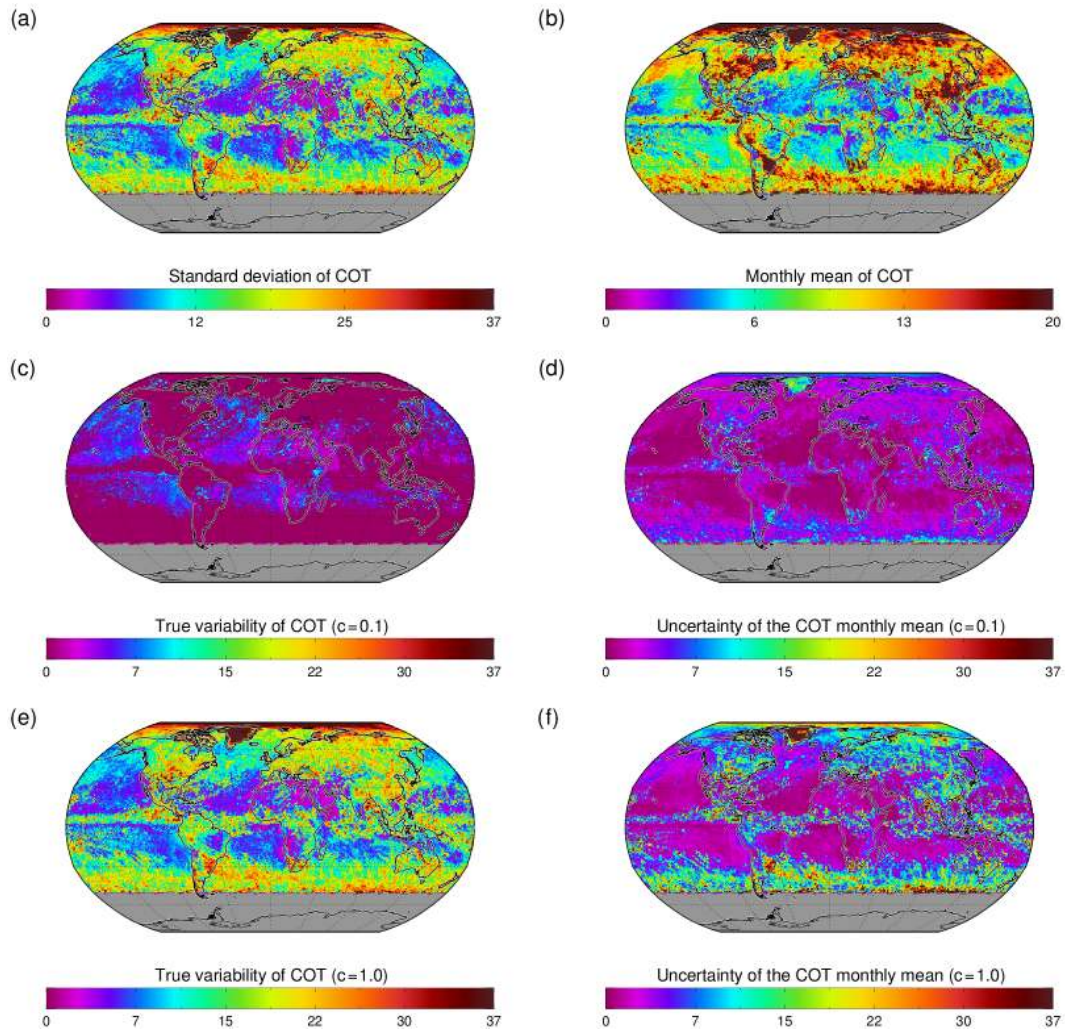 (a)
(b)
Standard deviation of COT
0 12 25 37
Monthly mean of COT
0 6 13 20
(c)
(d)
True variability of COT (c=0.1)
0 7 15 22 30 37
Uncertainty of the COT monthly mean (c=0.1)
0 7 15 22 30 37
(e)
(f)
True variability of COT (c=1.0)
0 7 15 22 30 37
Uncertainty of the COT monthly mean (c=1.0)
0 7 15 22 30 37